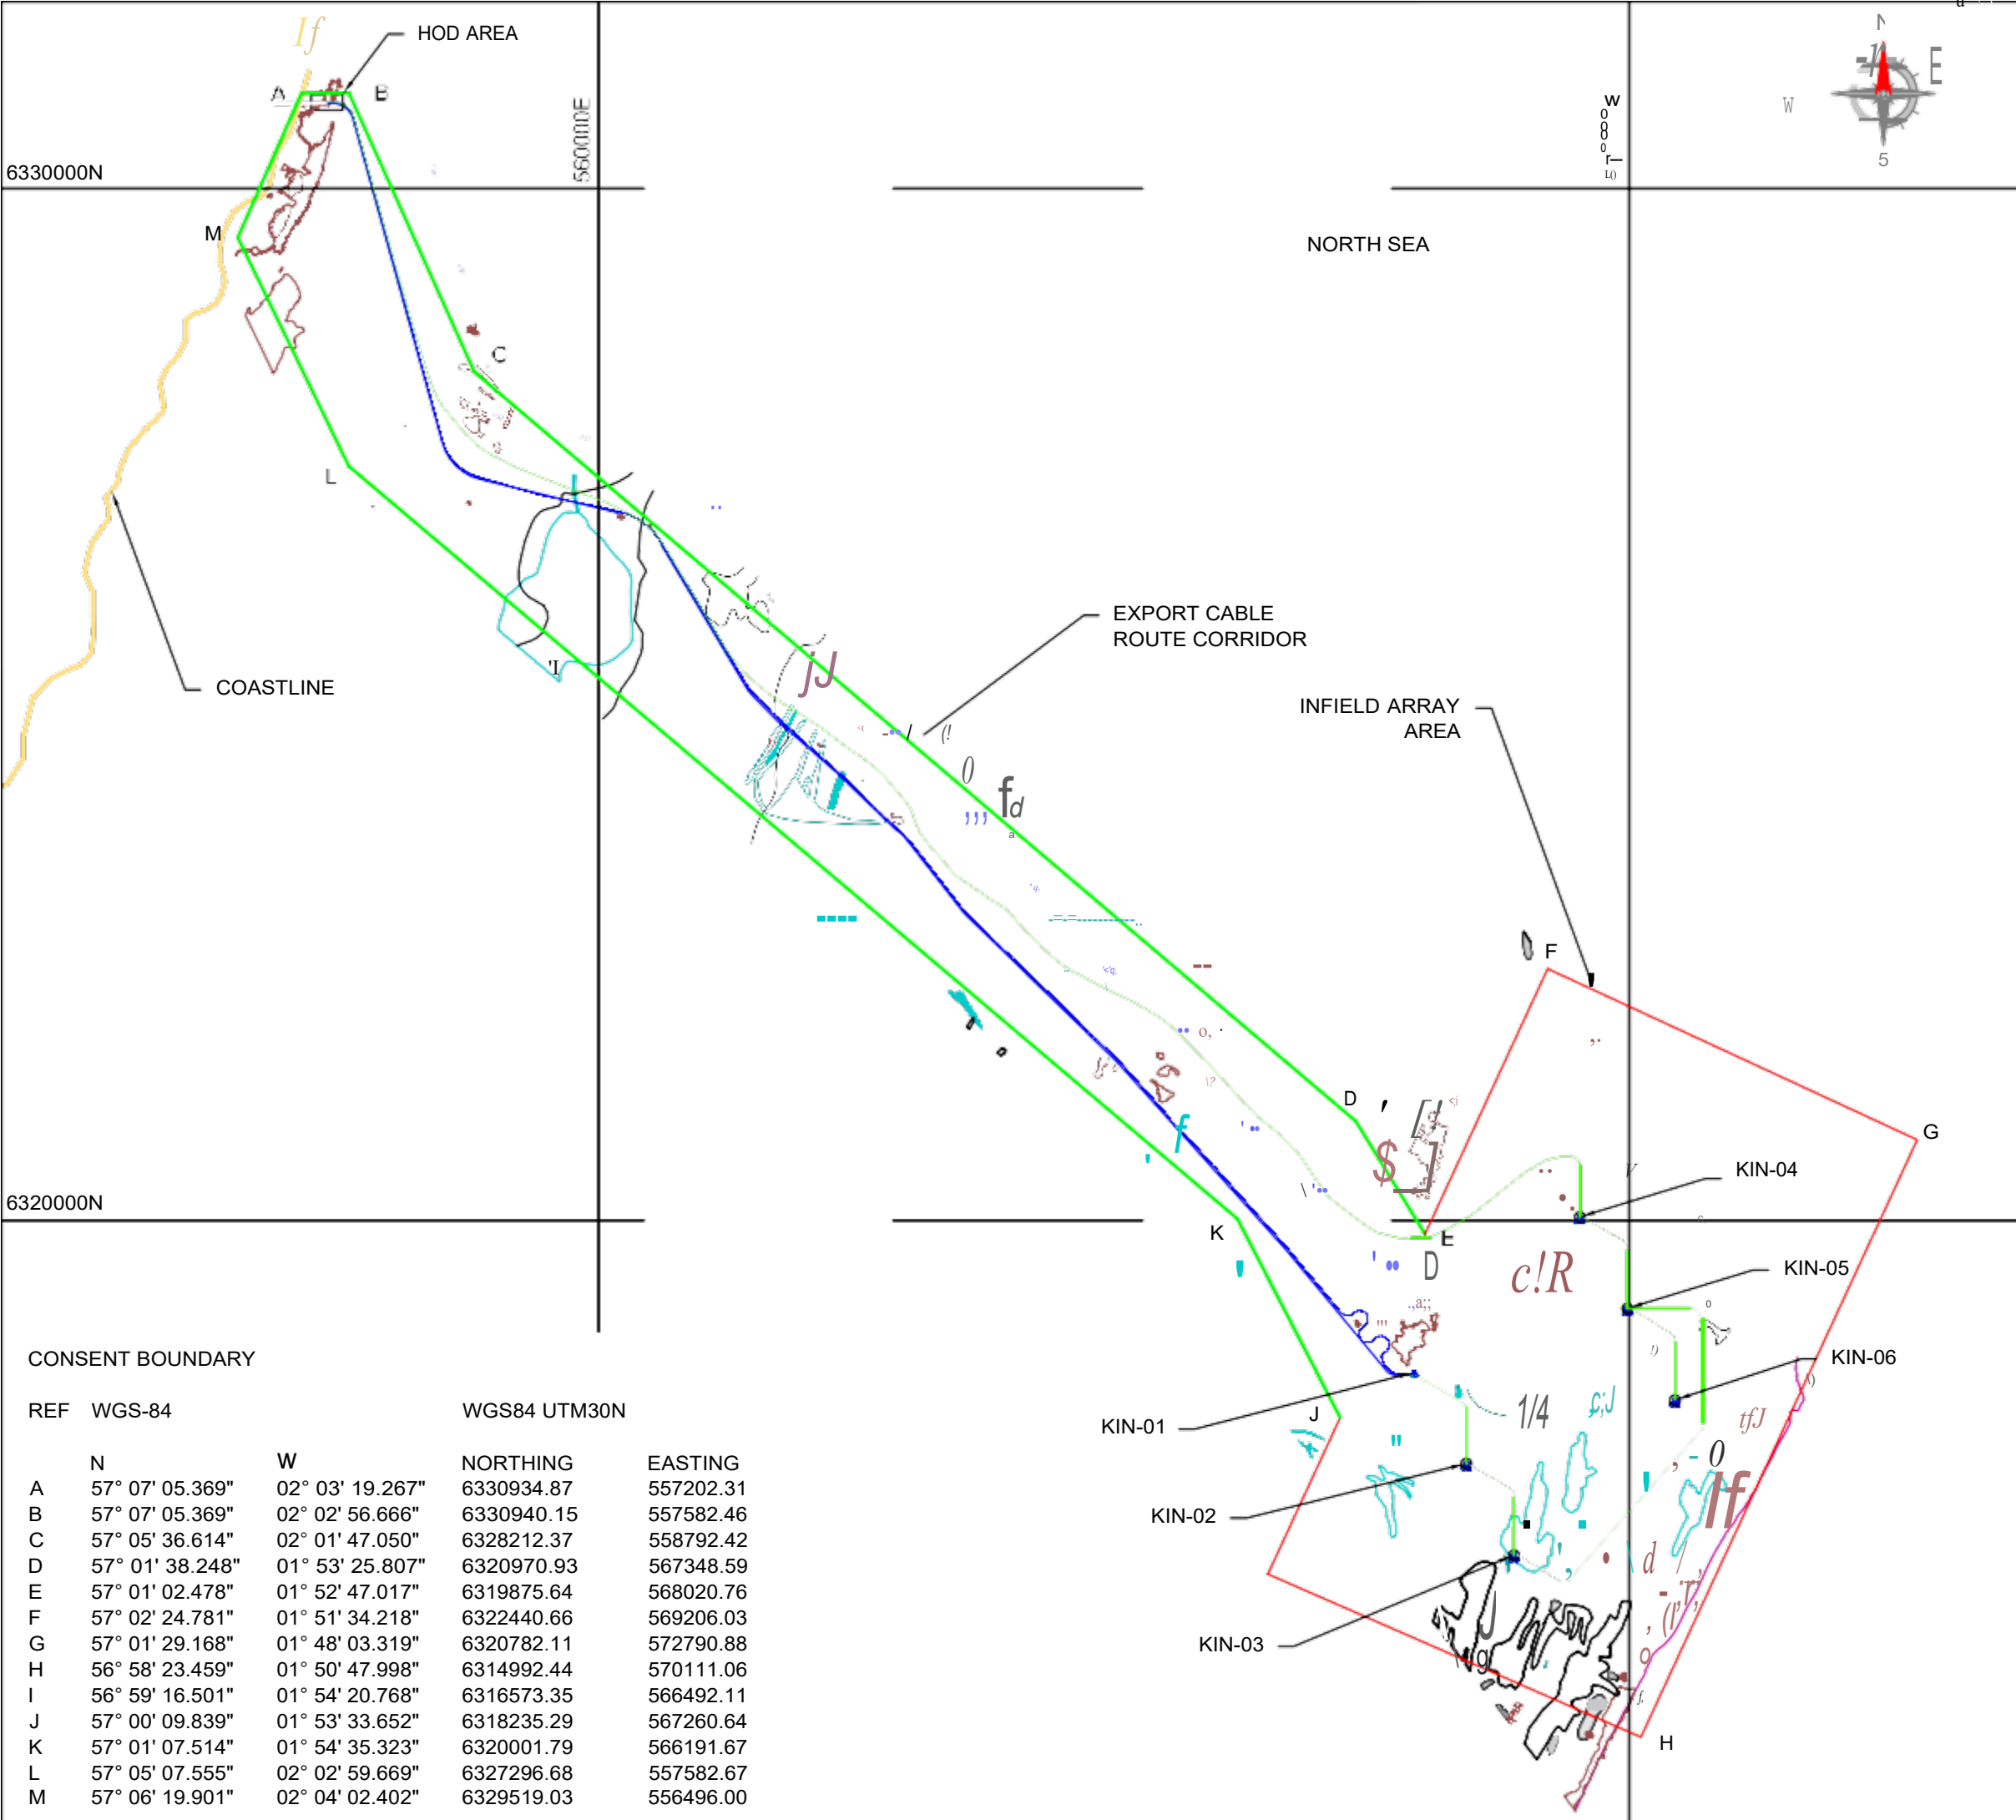 HOD AREA
A
B
N
E
W
5
560000E
6330000N
M
NORTH SEA
C
L
EXPORT CABLE
ROUTE CORRIDOR
COASTLINE
INFIELD ARRAY
AREA
F
D
G
KIN-04
6320000N
K
E
D
KIN-05
KIN-06
J
KIN-01
1/4
KIN-02
KIN-03
H
CONSENT BOUNDARY
REF WGS-84 WGS84 UTM30N
N W NORTHING EASTING
A 57° 07' 05.369" 02° 03' 19.267" 6330934.87 557202.31
B 57° 07' 05.369" 02° 02' 56.666" 6330940.15 557582.46
C 57° 05' 36.614" 02° 01' 47.050" 6328212.37 558792.42
D 57° 01' 38.248" 01° 53' 25.807" 6320970.93 567348.59
E 57° 01' 02.478" 01° 52' 47.017" 6319875.64 568020.76
F 57° 02' 24.781" 01° 51' 34.218" 6322440.66 569206.03
G 57° 01' 29.168" 01° 48' 03.319" 6320782.11 572790.88
H 56° 58' 23.459" 01° 50' 47.998" 6314992.44 570111.06
I 56° 59' 16.501" 01° 54' 20.768" 6316573.35 566492.11
J 57° 00' 09.839" 01° 53' 33.652" 6318235.29 567260.64
K 57° 01' 07.514" 01° 54' 35.323" 6320001.79 566191.67
L 57° 05' 07.555" 02° 02' 59.669" 6327296.68 557582.67
M 57° 06' 19.901" 02° 04' 02.402" 6329519.03 556496.00